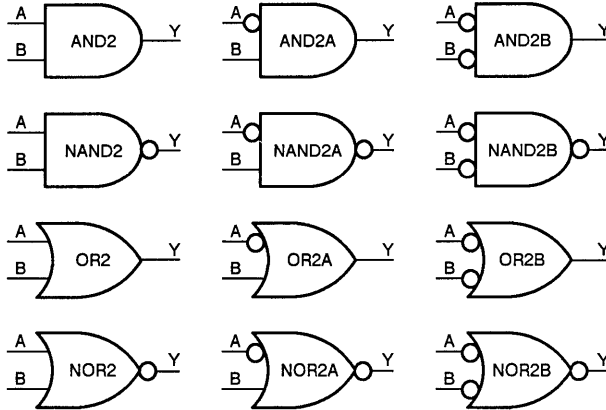 A AND2 Y A AND2A Y A AND2B Y
B B B
A NAND2 Y A NAND2A Y A NAND2B Y
B B B
A OR2 Y A OR2A Y A OR2B Y
B B B
A NOR2 Y A NOR2A Y A NOR2B Y
B B B